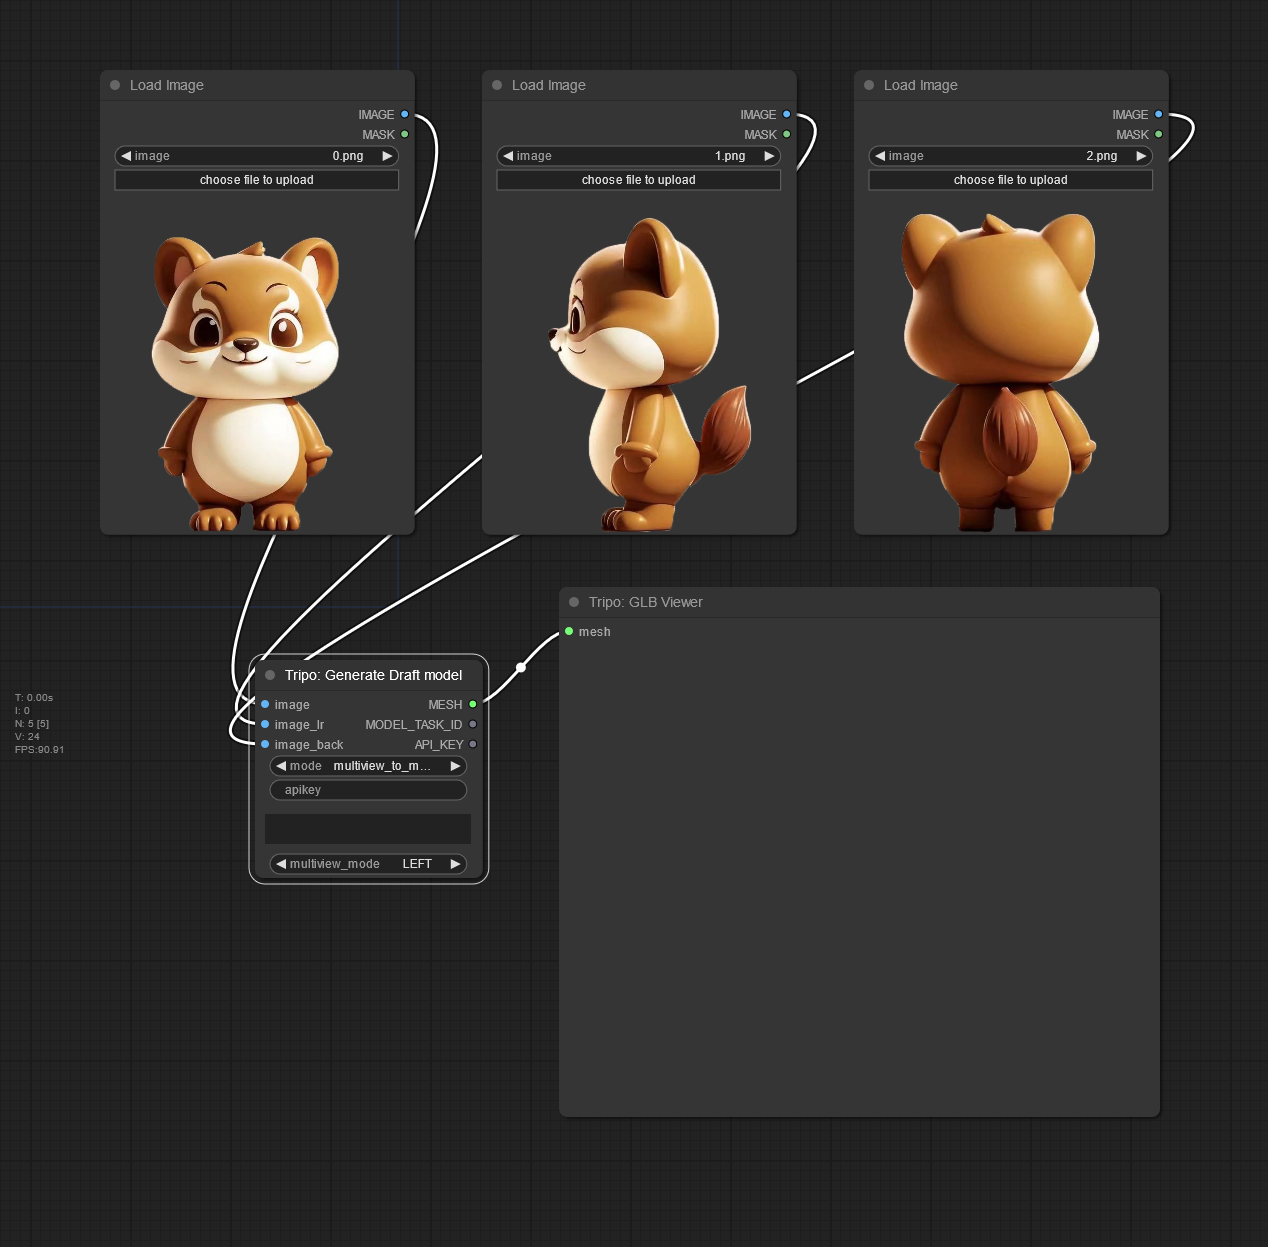 Load Image
IMAGE
MASK
image 0.png
choose file to upload
Load Image
IMAGE
MASK
image 1.png
choose file to upload
Load Image
IMAGE
MASK
image 2.png
choose file to upload
Tripo: GLB Viewer
mesh
Tripo: Generate Draft model
image MESH
image_lr MODEL_TASK_ID
image_back API_KEY
mode multiview_to_m...
apikey
multiview_mode LEFT
T: 0.00s
I: 0
N: 5 [5]
V: 24
FPS:90.91